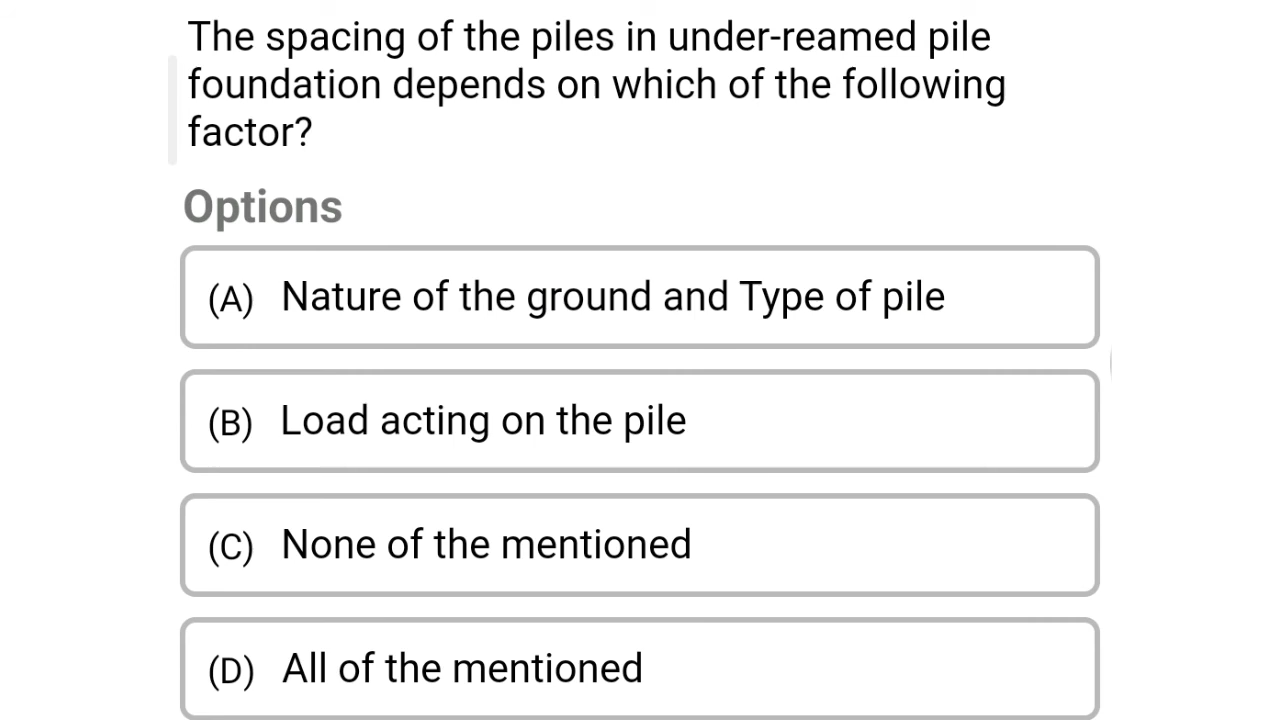 The spacing of the piles in under-reamed pile
foundation depends on which of the following
factor?
Options
(A) Nature of the ground and Type of pile
(B) Load acting on the pile
(C) None of the mentioned
(D) All of the mentioned